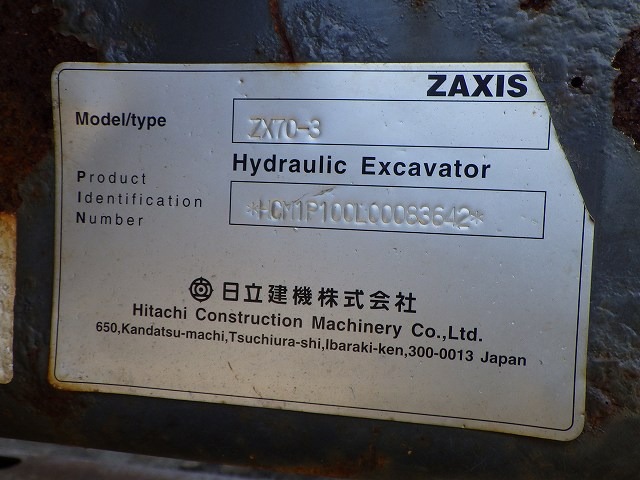 ZAXIS
Model/type ZX70-3
Hydraulic Excavator
Product
Identification
Number
*HCM1P100L00083642*
日立建機株式会社
Hitachi Construction Machinery Co.,Ltd.
650,Kandatsu-machi,Tsuchiura-shi,Ibaraki-ken,300-0013 Japan